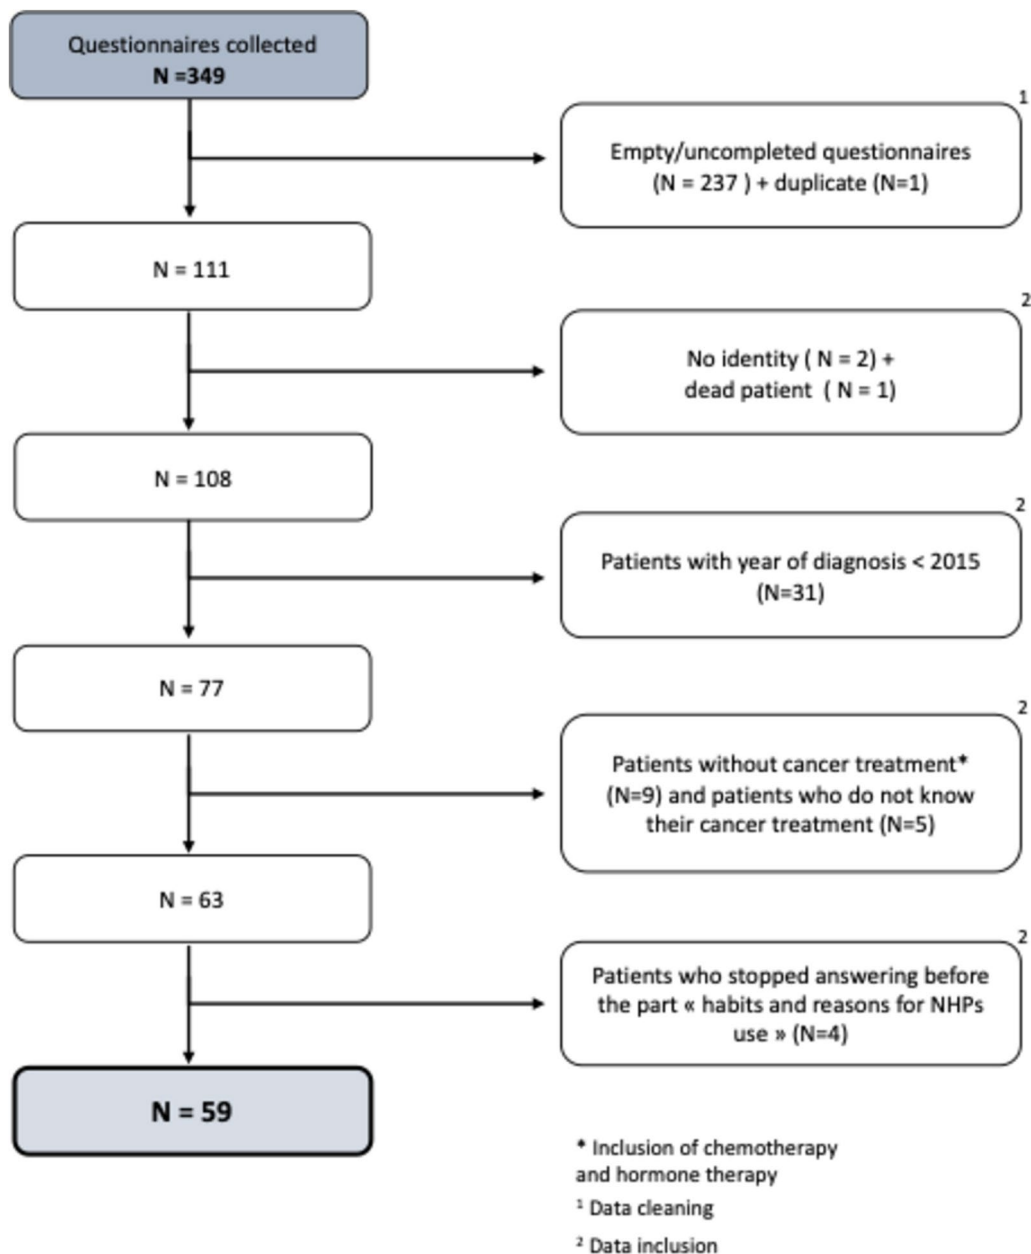 Questionnaires collected
N =349
1
Empty/uncompleted questionnaires
(N = 237 ) + duplicate (N=1)
N = 111
2
No identity ( N = 2) +
dead patient ( N = 1)
N = 108
2
Patients with year of diagnosis < 2015
(N=31)
N = 77
2
Patients without cancer treatment*
(N=9) and patients who do not know
their cancer treatment (N=5)
N = 63
2
Patients who stopped answering before
the part « habits and reasons for NHPs
use » (N=4)
N = 59
* Inclusion of chemotherapy
and hormone therapy
¹ Data cleaning
² Data inclusion